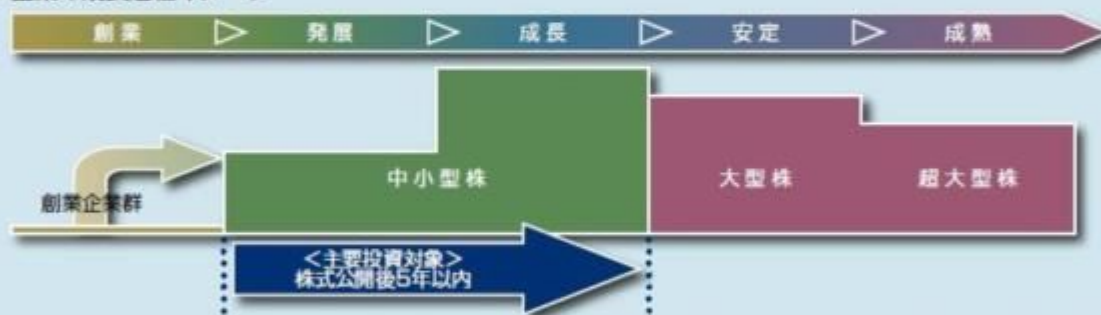 創業 ▷ 発展 ▷ 成長 ▷ 安定 ▷ 成熟
中小型株
大型株
超大型株
創業企業群
＜主要投資対象＞
株式公開後5年以内